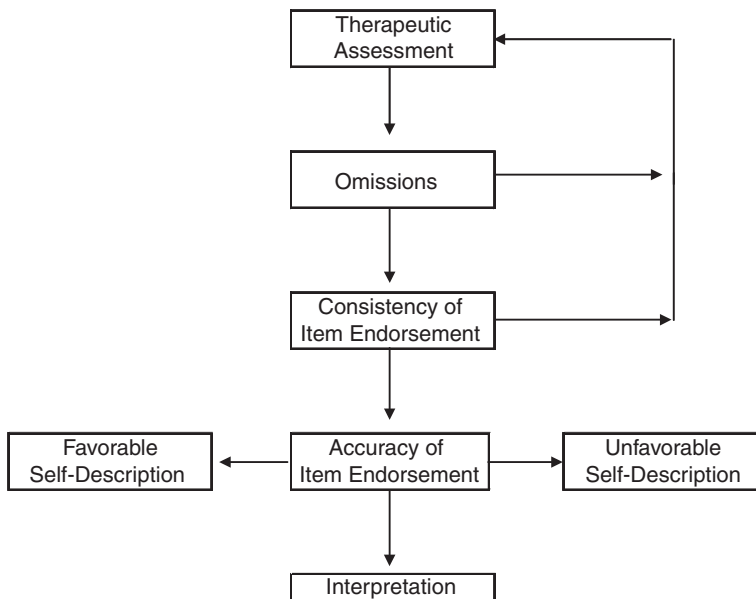 Therapeutic
Assessment
Omissions
Consistency of
Item Endorsement
Favorable
Self-Description
Accuracy of
Item Endorsement
Unfavorable
Self-Description
Interpretation